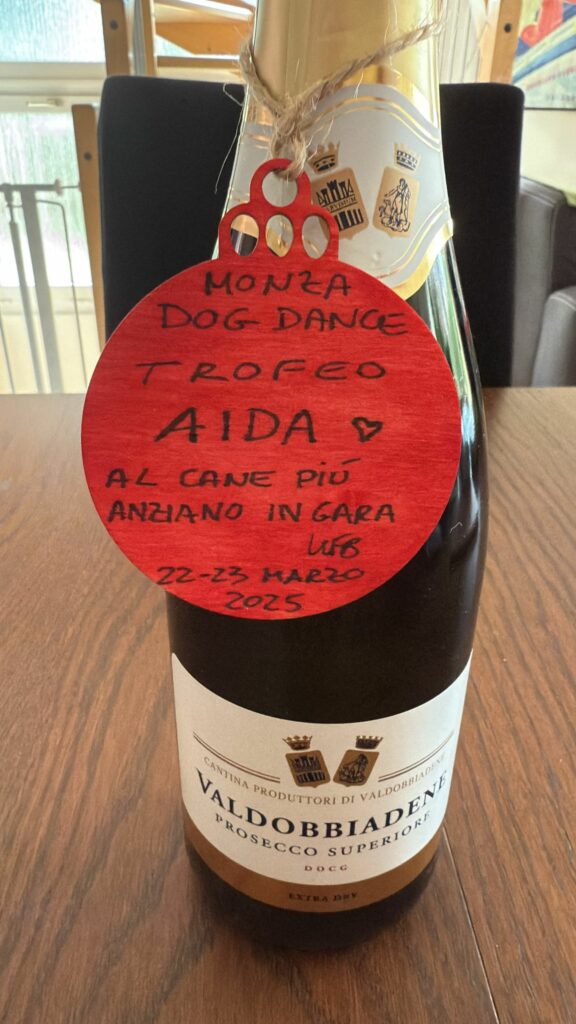 MONZA
DOG DANCE
TROFEO
AIDA ♡
AL CANE PIÚ
ANZIANO IN GARA
22-23 MARZO
2025
CANTINA PRODUTTORI DI VALDOBBIADENE
VALDOBBIADENE
PROSECCO SUPERIORE
DOCG
EXTRA DRY